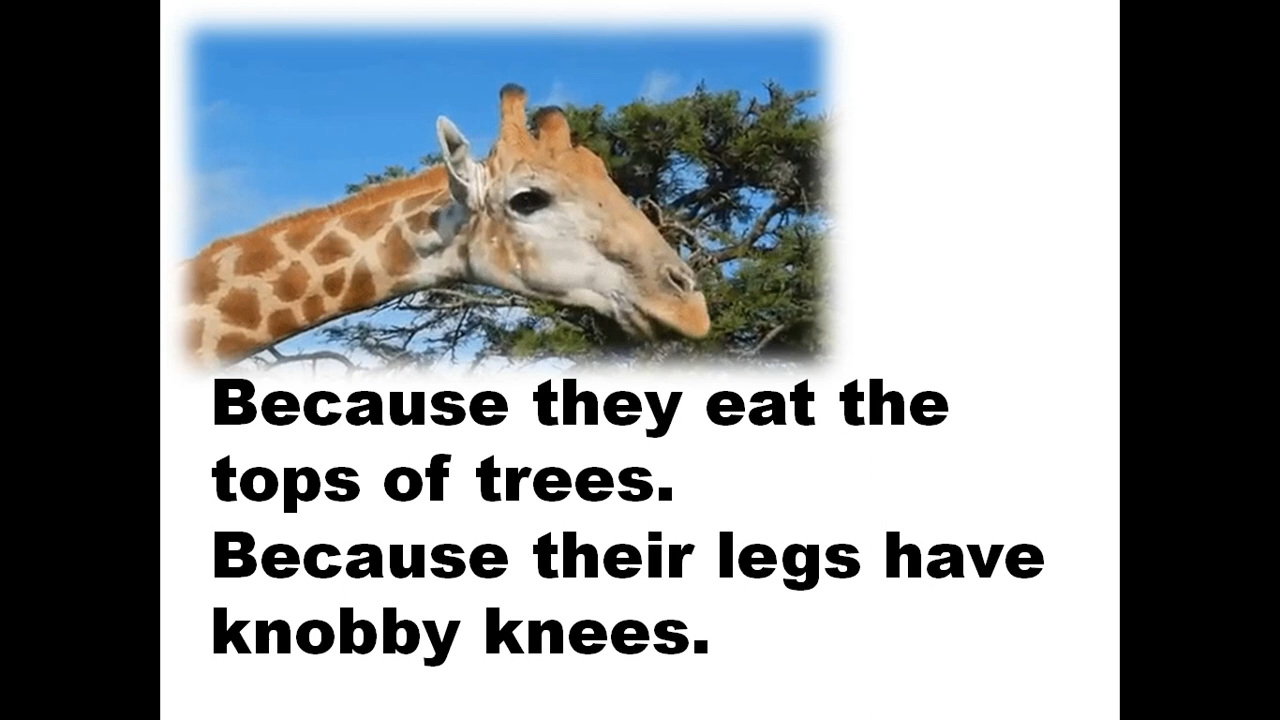 Because they eat the
tops of trees.
Because their legs have
knobby knees.